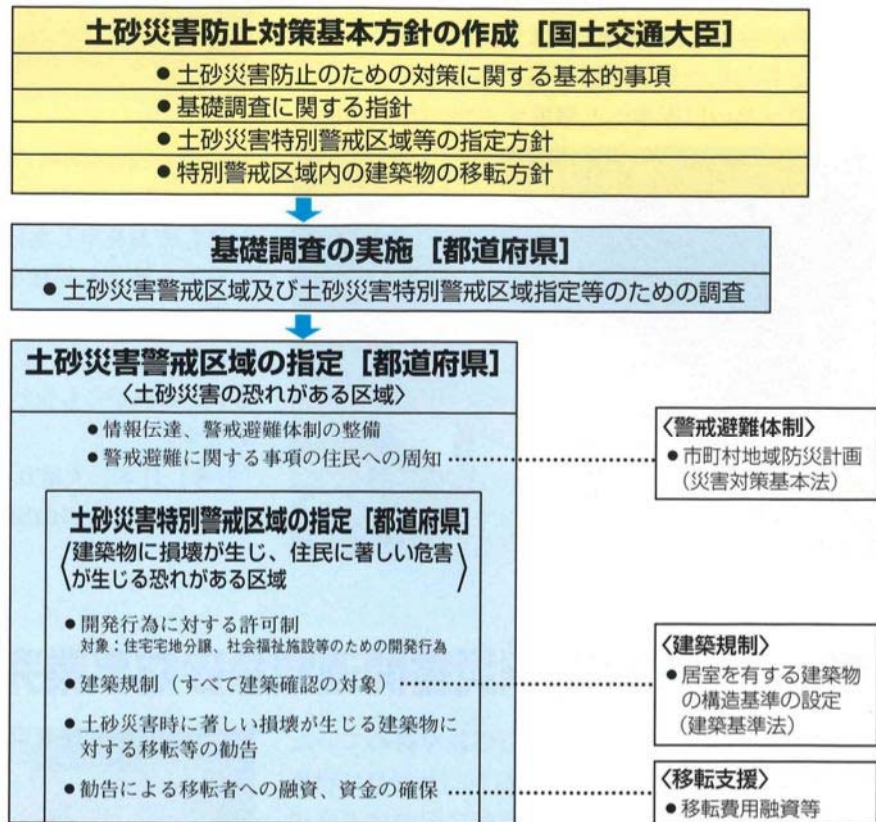 土砂災害防止対策基本方針の作成［国土交通大臣］
●土砂災害防止のための対策に関する基本的事項
●基礎調査に関する指針
●土砂災害特別警戒区域等の指定方針
●特別警戒区域内の建築物の移転方針
基礎調査の実施［都道府県］
●土砂災害警戒区域及び土砂災害特別警戒区域指定等のための調査
土砂災害警戒区域の指定［都道府県］
〈土砂災害の恐れがある区域〉
●情報伝達、警戒避難体制の整備
●警戒避難に関する事項の住民への周知
〈警戒避難体制〉
●市町村地域防災計画
（災害対策基本法）
土砂災害特別警戒区域の指定［都道府県］
〈建築物に損壊が生じ、住民に著しい危害
が生じる恐れがある区域〉
●開発行為に対する許可制
対象：住宅宅地分譲、社会福祉施設等のための開発行為
●建築規制（すべて建築確認の対象）
〈建築規制〉
●居室を有する建築物
の構造基準の設定
（建築基準法）
●土砂災害時に著しい損壊が生じる建築物に
対する移転等の勧告
●勧告による移転者への融資、資金の確保
〈移転支援〉
●移転費用融資等